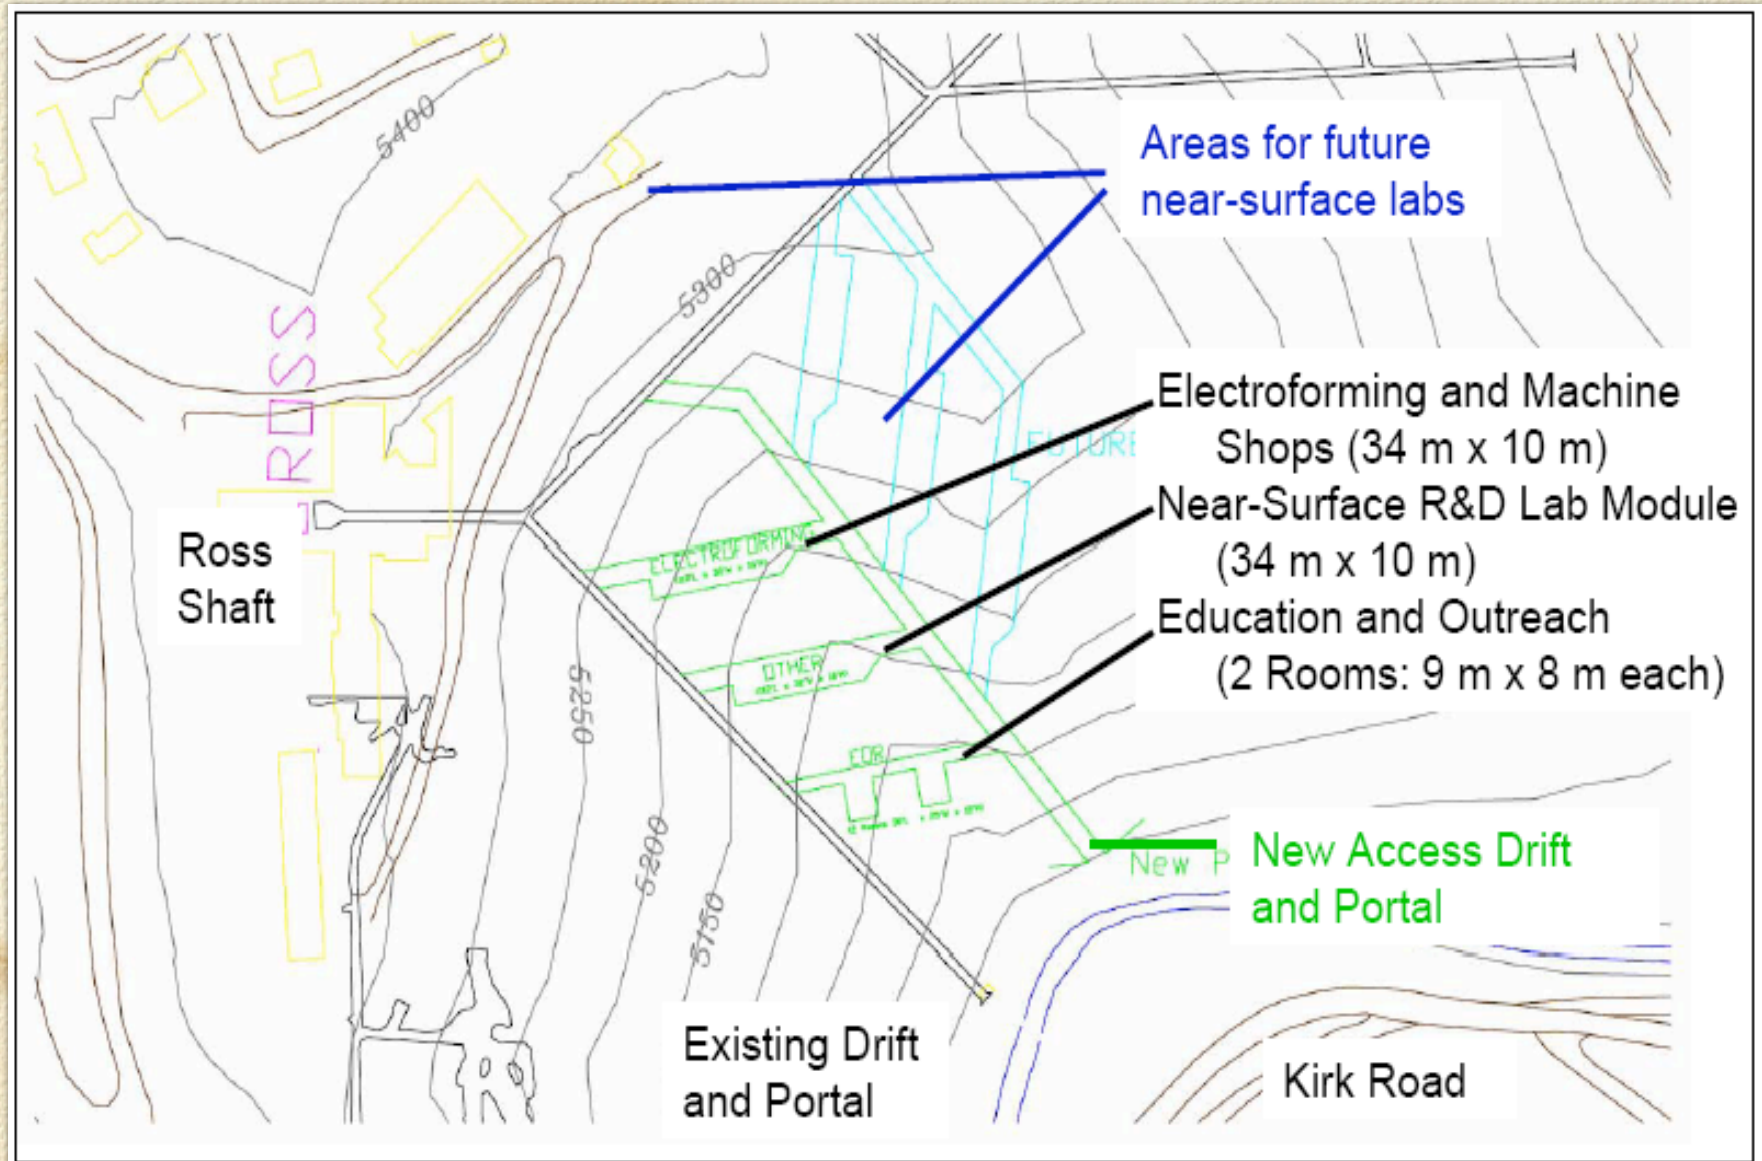 5400
Areas for future
near-surface labs
5300
ROSS
Electroforming and Machine
Shops (34 m x 10 m)
FUTURE
Near-Surface R&D Lab Module
(34 m x 10 m)
Ross
Shaft
ELECTROFORMING
Education and Outreach
(2 Rooms: 9 m x 8 m each)
OTHER
5250
EOR
5200
New P
New Access Drift
and Portal
5150
Existing Drift
and Portal
Kirk Road